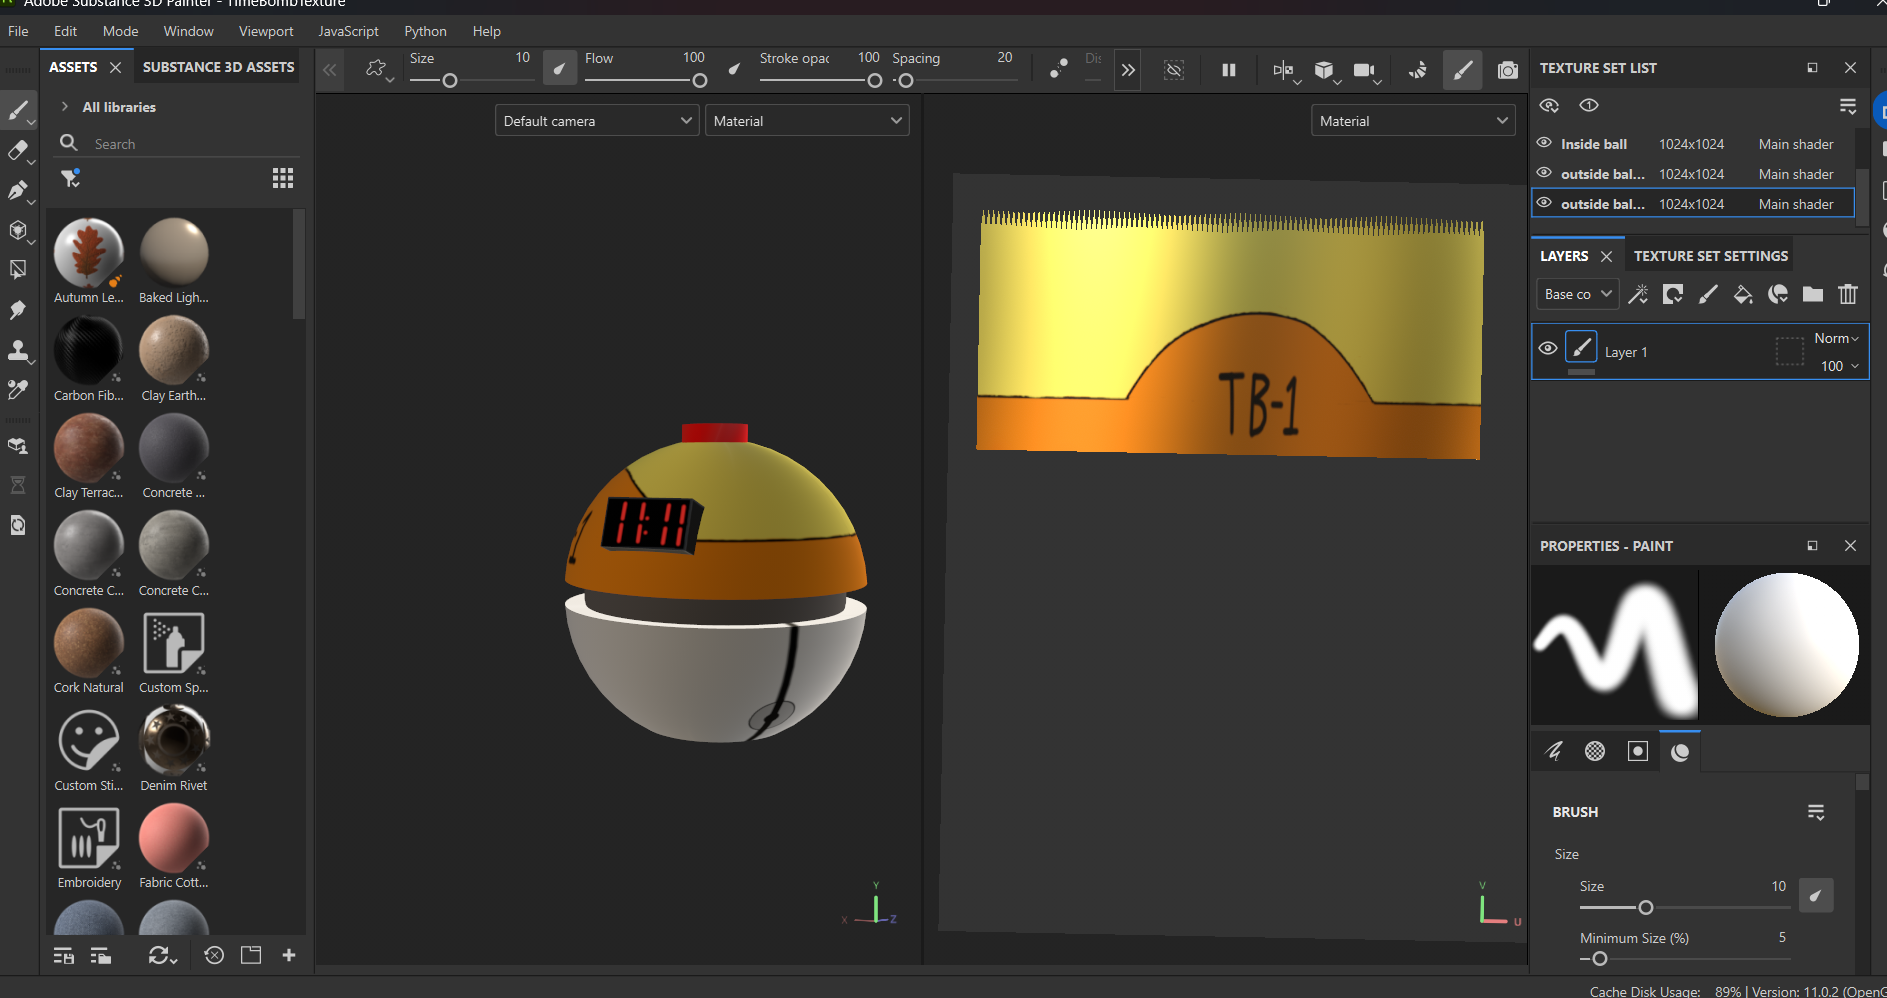 Adobe Substance 3D Painter - TimeBombTexture
File Edit Mode Window Viewport JavaScript Python Help
ASSETS SUBSTANCE 3D ASSETS
All libraries
Search
Autumn Le... Baked Ligh...
Carbon Fib... Clay Earth...
Clay Terrac... Concrete ...
Concrete C... Concrete C...
Cork Natural Custom Sp...
Custom Sti... Denim Rivet
Embroidery Fabric Cott...
Size 10 Flow 100 Stroke opac 100 Spacing 20 Dis
Default camera Material
Material
11:11
TB-1
Y
X Z
V
U
TEXTURE SET LIST
1
Inside ball 1024x1024 Main shader
outside bal... 1024x1024 Main shader
outside bal... 1024x1024 Main shader
LAYERS TEXTURE SET SETTINGS
Base co
Layer 1
Norm
100
PROPERTIES - PAINT
BRUSH
Size
Size 10
Minimum Size (%) 5
Cache Disk Usage: 89% | Version: 11.0.2 (OpenG